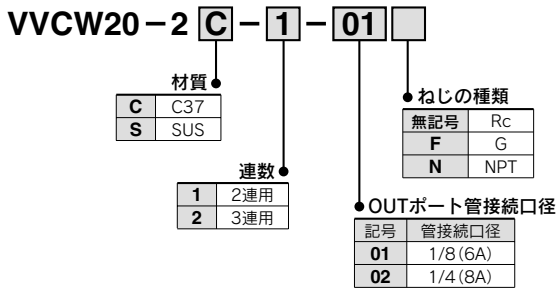 VVCW20-2 C - 1 - 01
材質
C C37
S SUS
連数
1 2連用
2 3連用
ねじの種類
無記号 Rc
F G
N NPT
OUTポート管接続口径
記号 管接続口径
01 1/8(6A)
02 1/4(8A)